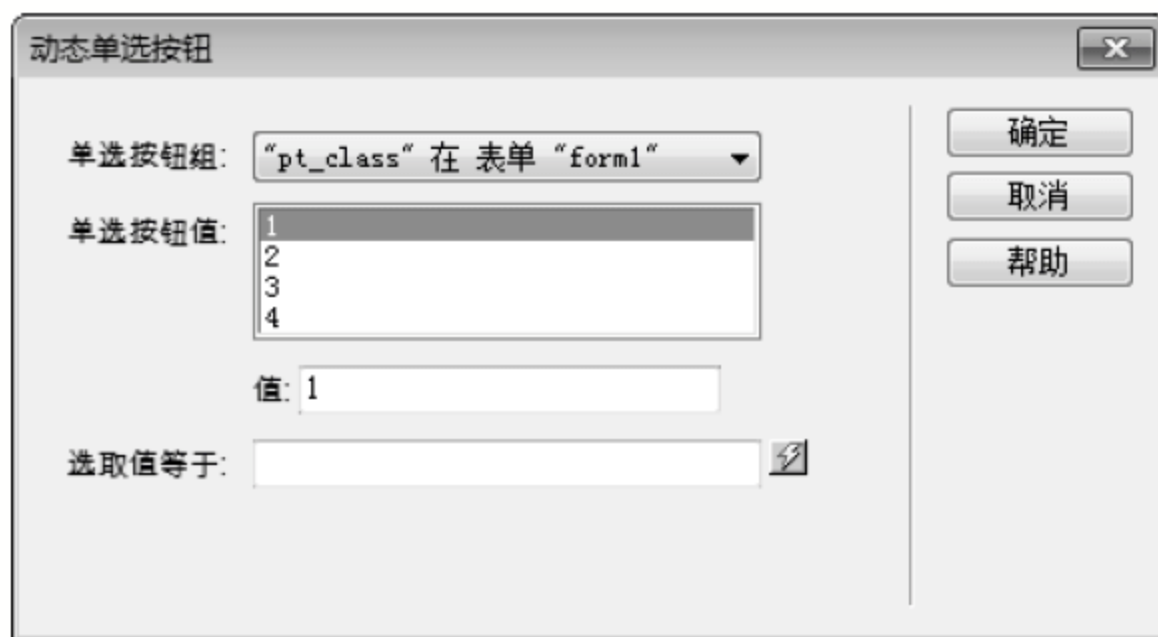 动态单选按钮
单选按钮组: "pt_class" 在 表单 "form1"
单选按钮值: 1
2
3
4
值: 1
选取值等于:
确定
取消
帮助